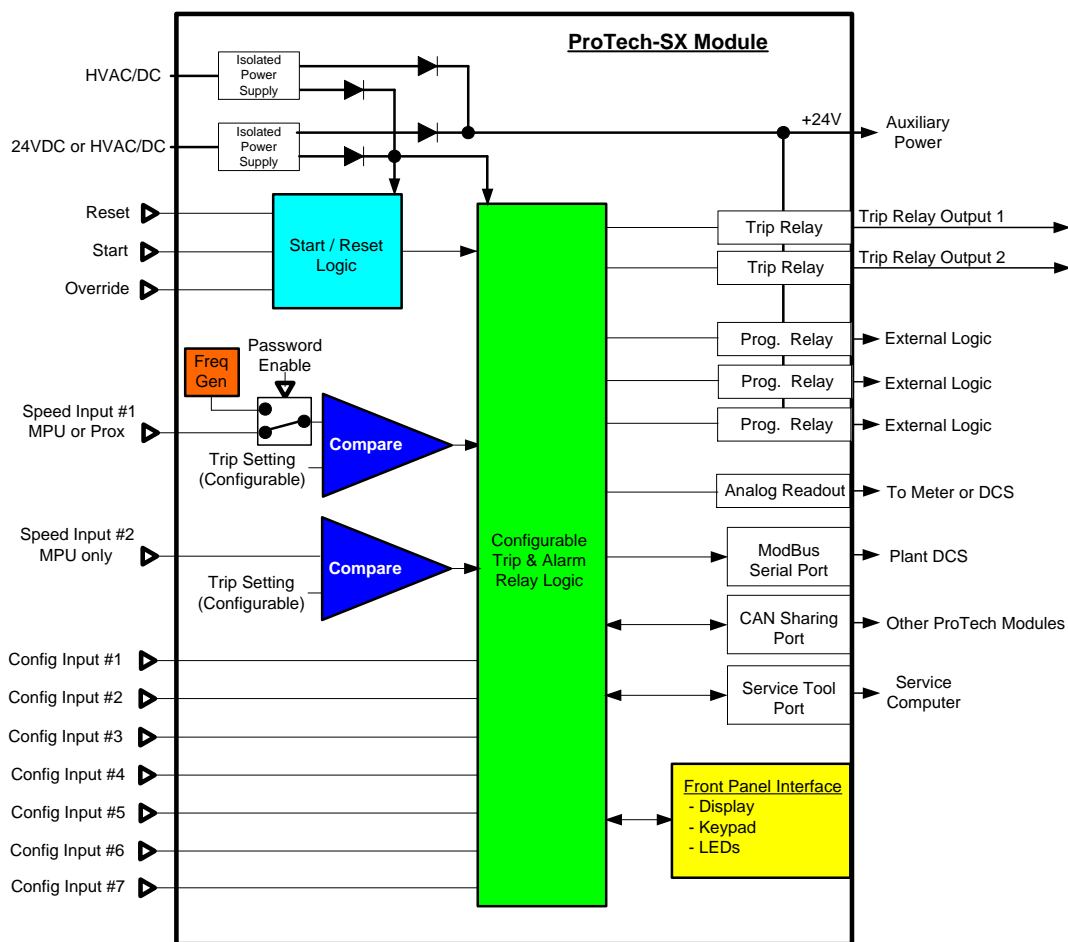 ProTech-SX Module
HVAC/DC
Isolated
Power
Supply
24VDC or HVAC/DC
Isolated
Power
Supply
+24V
Auxiliary
Power
Reset
Start
Override
Start / Reset
Logic
Trip Relay
Trip Relay Output 1
Trip Relay
Trip Relay Output 2
Prog. Relay
External Logic
Prog. Relay
External Logic
Prog. Relay
External Logic
Freq
Gen
Password
Enable
Speed Input #1
MPU or Prox
Compare
Trip Setting
(Configurable)
Analog Readout
To Meter or DCS
Speed Input #2
MPU only
Compare
Trip Setting
(Configurable)
Configurable
Trip & Alarm
Relay Logic
ModBus
Serial Port
Plant DCS
CAN Sharing
Port
Other ProTech Modules
Service Tool
Port
Service
Computer
Config Input #1
Config Input #2
Config Input #3
Config Input #4
Config Input #5
Config Input #6
Config Input #7
Front Panel Interface
- Display
- Keypad
- LEDs